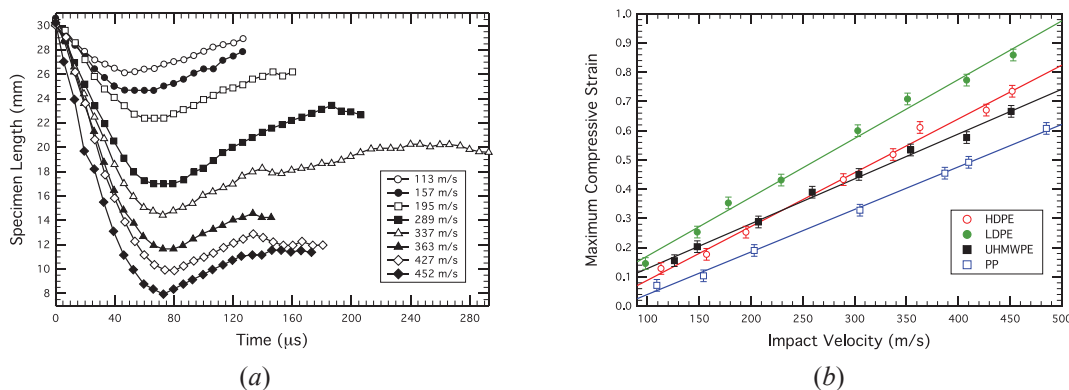 Specimen Length (mm)
32
30
28
26
24
22
20
18
16
14
12
10
8
0
40
80
120
160
200
240
280
Time (μs)
113 m/s
157 m/s
195 m/s
289 m/s
337 m/s
363 m/s
427 m/s
452 m/s
(a)
Maximum Compressive Strain
1.0
0.9
0.8
0.7
0.6
0.5
0.4
0.3
0.2
0.1
0.0
100
150
200
250
300
350
400
450
500
Impact Velocity (m/s)
HDPE
LDPE
UHMWPE
PP
(b)